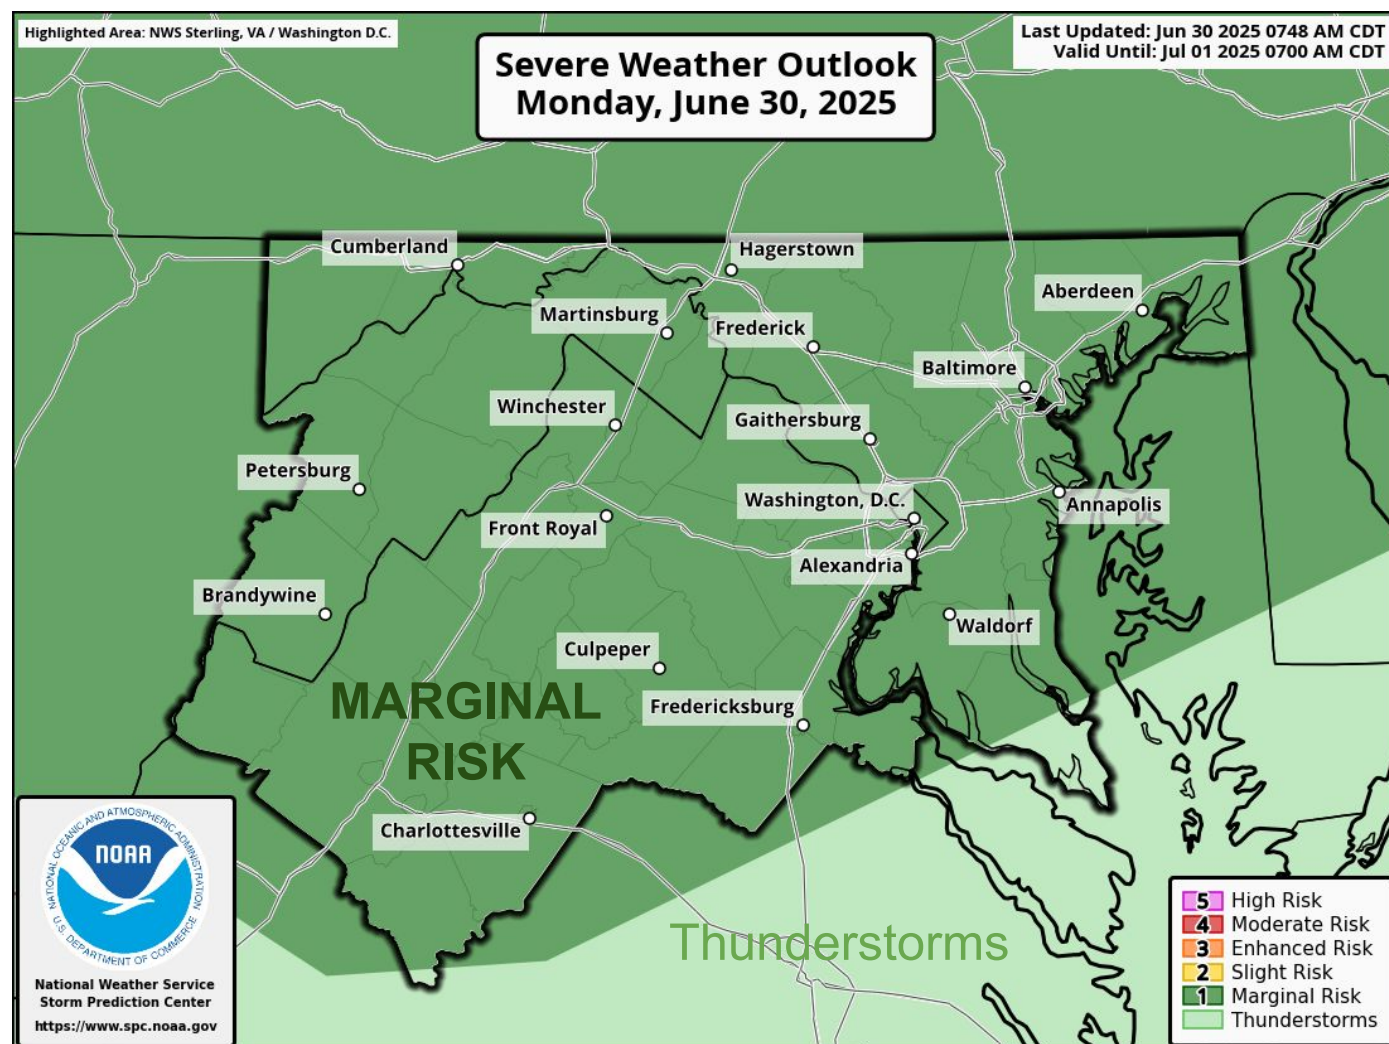 Highlighted Area: NWS Sterling, VA / Washington D.C.
Last Updated: Jun 30 2025 0748 AM CDT
Valid Until: Jul 01 2025 0700 AM CDT
Severe Weather Outlook
Monday, June 30, 2025
Cumberland
Hagerstown
Aberdeen
Martinsburg
Frederick
Baltimore
Winchester
Gaithersburg
Petersburg
Washington, D.C.
Annapolis
Front Royal
Alexandria
Brandywine
Waldorf
Culpeper
MARGINAL
RISK
Fredericksburg
Charlottesville
Thunderstorms
NATIONAL OCEANIC AND ATMOSPHERIC ADMINISTRATION
NOAA
U.S. DEPARTMENT OF COMMERCE
National Weather Service
Storm Prediction Center
https://www.spc.noaa.gov
5 High Risk
4 Moderate Risk
3 Enhanced Risk
2 Slight Risk
1 Marginal Risk
Thunderstorms